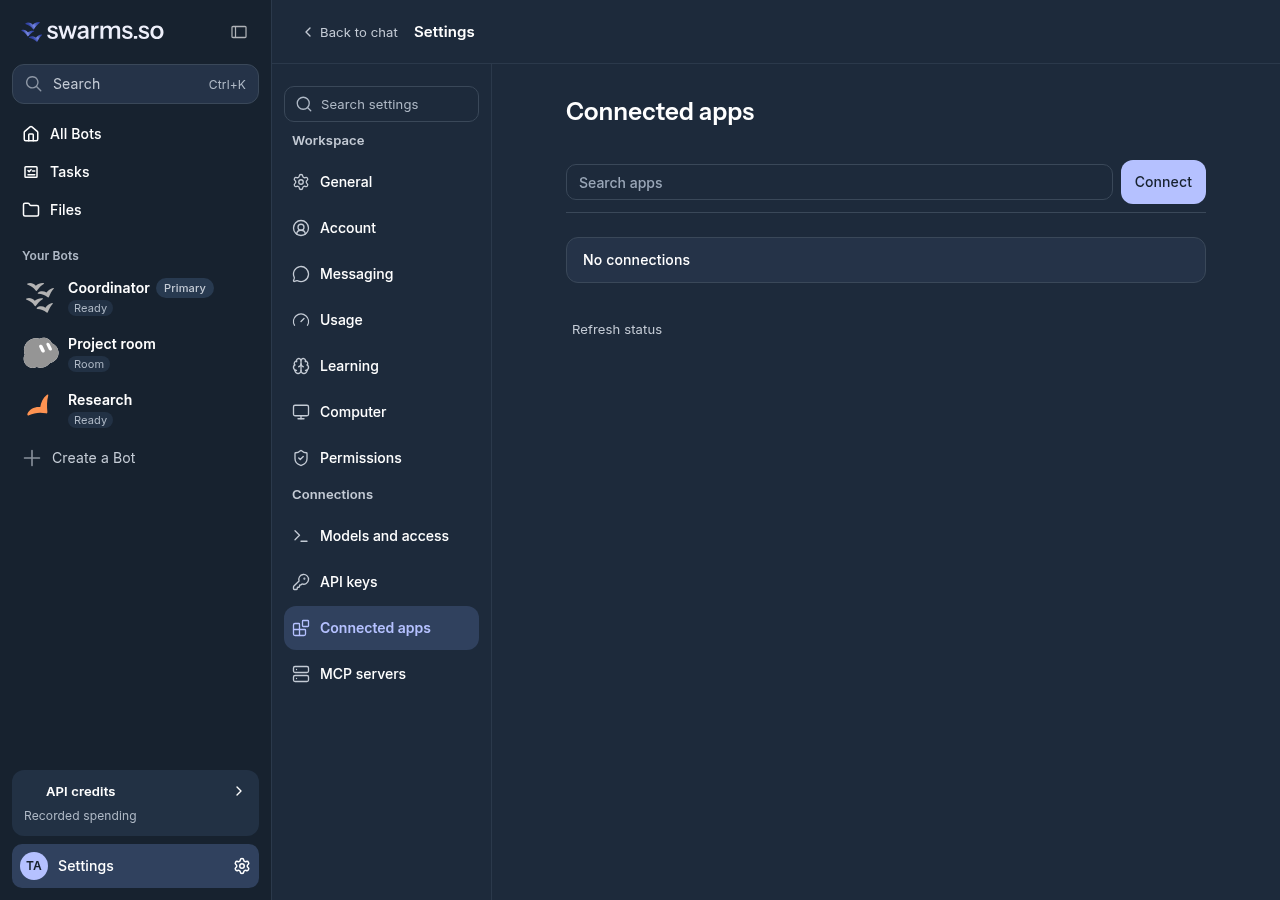 swarms.so
Search Ctrl+K
All Bots
Tasks
Files
Your Bots
Coordinator Primary
Ready
Project room
Room
Research
Ready
Create a Bot
API credits
Recorded spending
TA Settings
Back to chat Settings
Search settings
Workspace
General
Account
Messaging
Usage
Learning
Computer
Permissions
Connections
Models and access
API keys
Connected apps
MCP servers
Connected apps
Search apps Connect
No connections
Refresh status